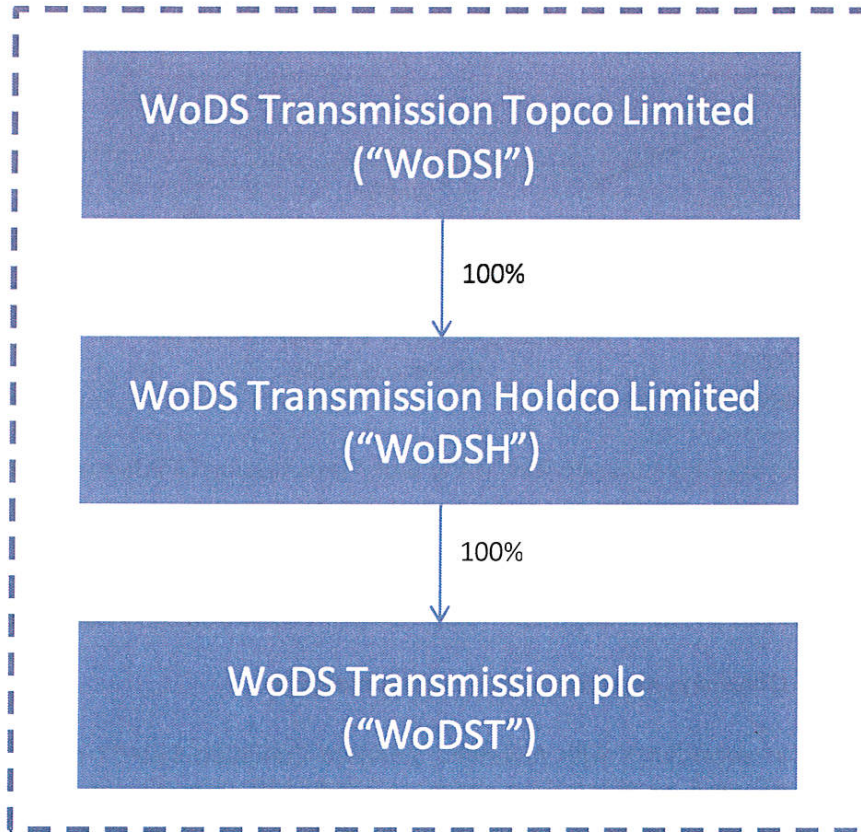 WoDS Transmission Topco Limited
(“WoDSI”)
100%
WoDS Transmission Holdco Limited
(“WoDSH”)
100%
WoDS Transmission plc
(“WoDST”)